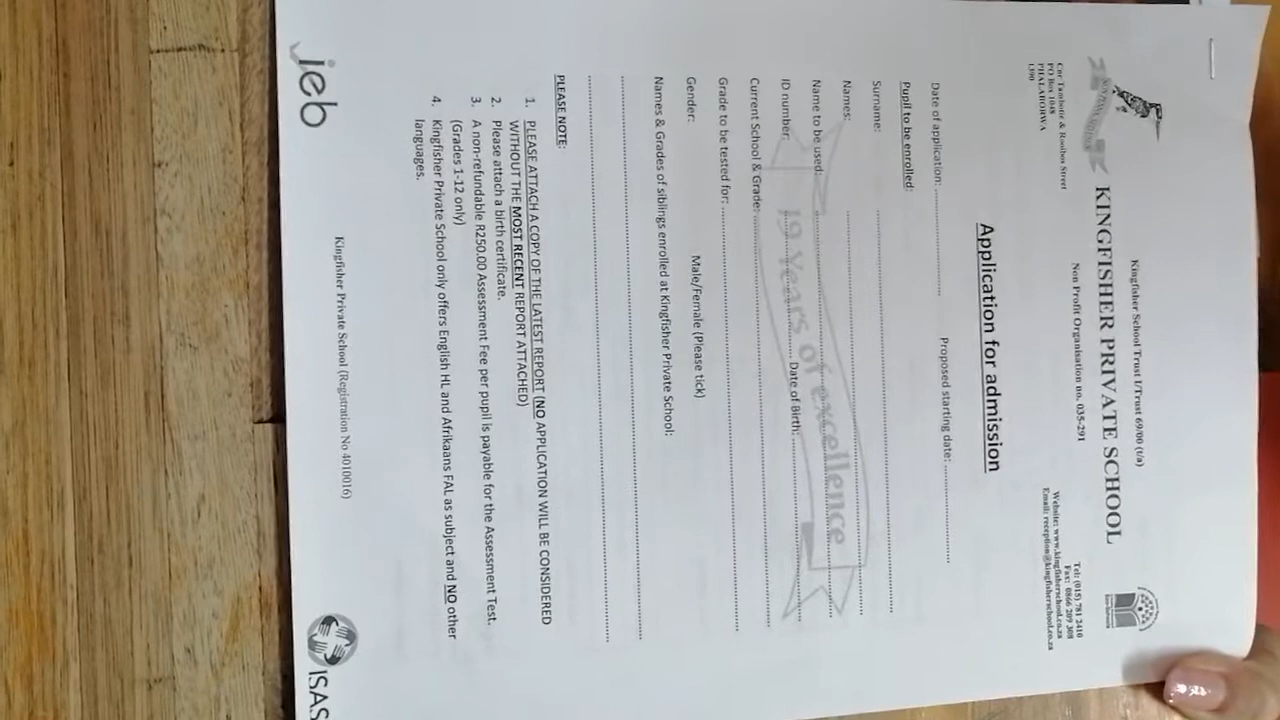 Kingfisher School Trust I/Trust 69/00 (t/a)
KINGFISHER PRIVATE SCHOOL
Non Profit Organisation no. 035-291
Cnr Tambotie & Rooibos Street
PO Box 1048
PHALABORWA
1390
Tel: (015) 781 3410
Fax: 0866 209 308
Website: www.kingfisherschool.co.za
Email: reception@kingfisherschool.co.za
Application for admission
Date of application: .......................... Proposed starting date: ..........................
Pupil to be enrolled:
Surname: ..........................
Names: ..........................
Name to be used: ..........................
ID number: .......................... Date of Birth: ..........................
Current School & Grade: ..........................
Grade to be tested for: ..........................
19 Years of excellence
Gender: Male/Female (Please tick)
Names & Grades of siblings enrolled at Kingfisher Private School:
PLEASE NOTE:
1. PLEASE ATTACH A COPY OF THE LATEST REPORT (NO APPLICATION WILL BE CONSIDERED
WITHOUT THE MOST RECENT REPORT ATTACHED)
2. Please attach a birth certificate.
3. A non-refundable R250.00 Assessment Fee per pupil is payable for the Assessment Test.
(Grades 1-12 only)
4. Kingfisher Private School only offers English HL and Afrikaans FAL as subject and NO other
languages.
Kingfisher Private School (Registration No 4010016)
ieb
ISAS